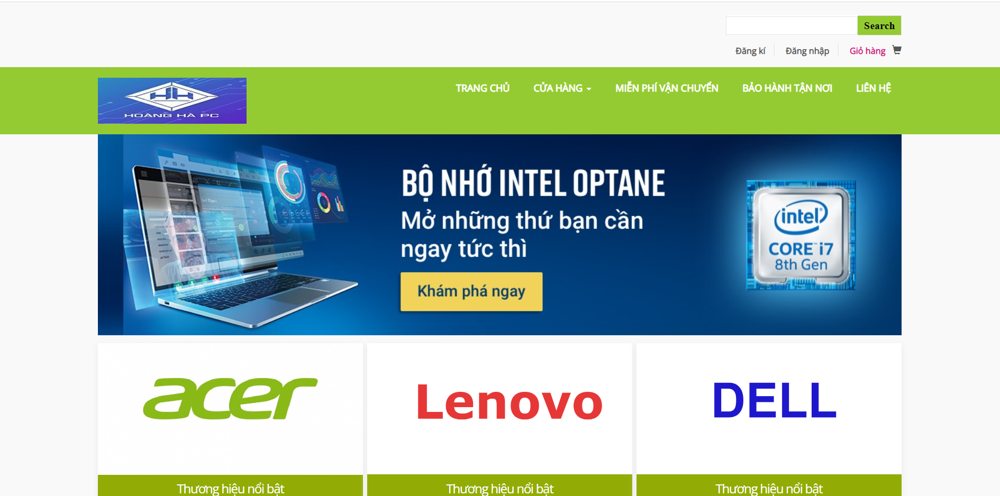 Search
Đăng kí
Đăng nhập
Giỏ hàng
HOANG HA PC
TRANG CHỦ
CỬA HÀNG
MIỄN PHÍ VẬN CHUYỂN
BẢO HÀNH TẬN NƠI
LIÊN HỆ
BỘ NHỚ INTEL OPTANE
Mở những thứ bạn cần
ngay tức thì
Khám phá ngay
intel®
CORE™ i7
8th Gen
acer
Lenovo
DELL
Thương hiệu nổi bật
Thương hiệu nổi bật
Thương hiệu nổi bật